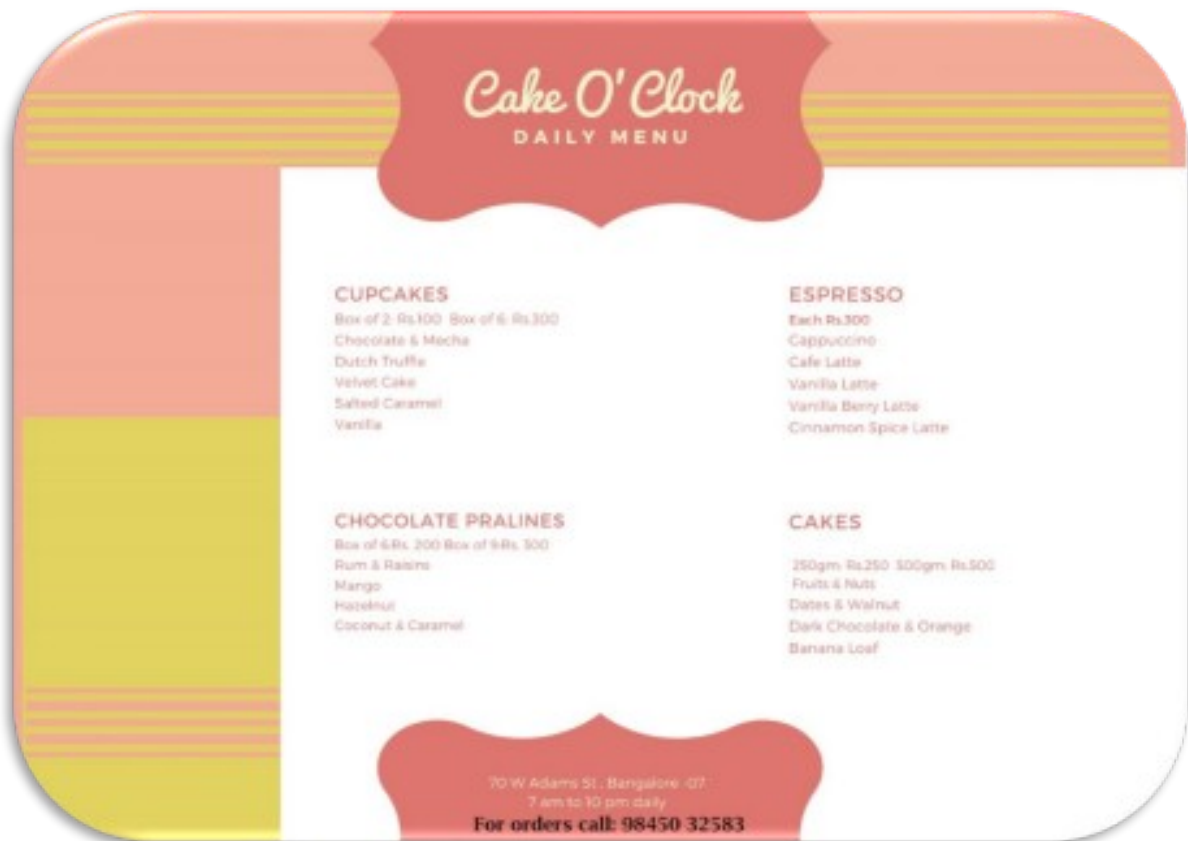 Cake O'Clock
DAILY MENU
CUPCAKES
Box of 2: Rs.100 Box of 6: Rs.300
Chocolate & Mocha
Dutch Truffle
Velvet Cake
Salted Caramel
Vanilla
ESPRESSO
Each Rs.300
Cappuccino
Cafe Latte
Vanilla Latte
Vanilla Berry Latte
Cinnamon Spice Latte
CHOCOLATE PRALINES
Box of 6:Rs. 200 Box of 9:Rs. 300
Rum & Raisins
Mango
Hazelnut
Coconut & Caramel
CAKES
250gm: Rs.250 500gm: Rs.500
Fruits & Nuts
Dates & Walnut
Dark Chocolate & Orange
Banana Loaf
70 W Adams St , Bangalore -07
7 am to 10 pm daily
For orders call: 98450 32583